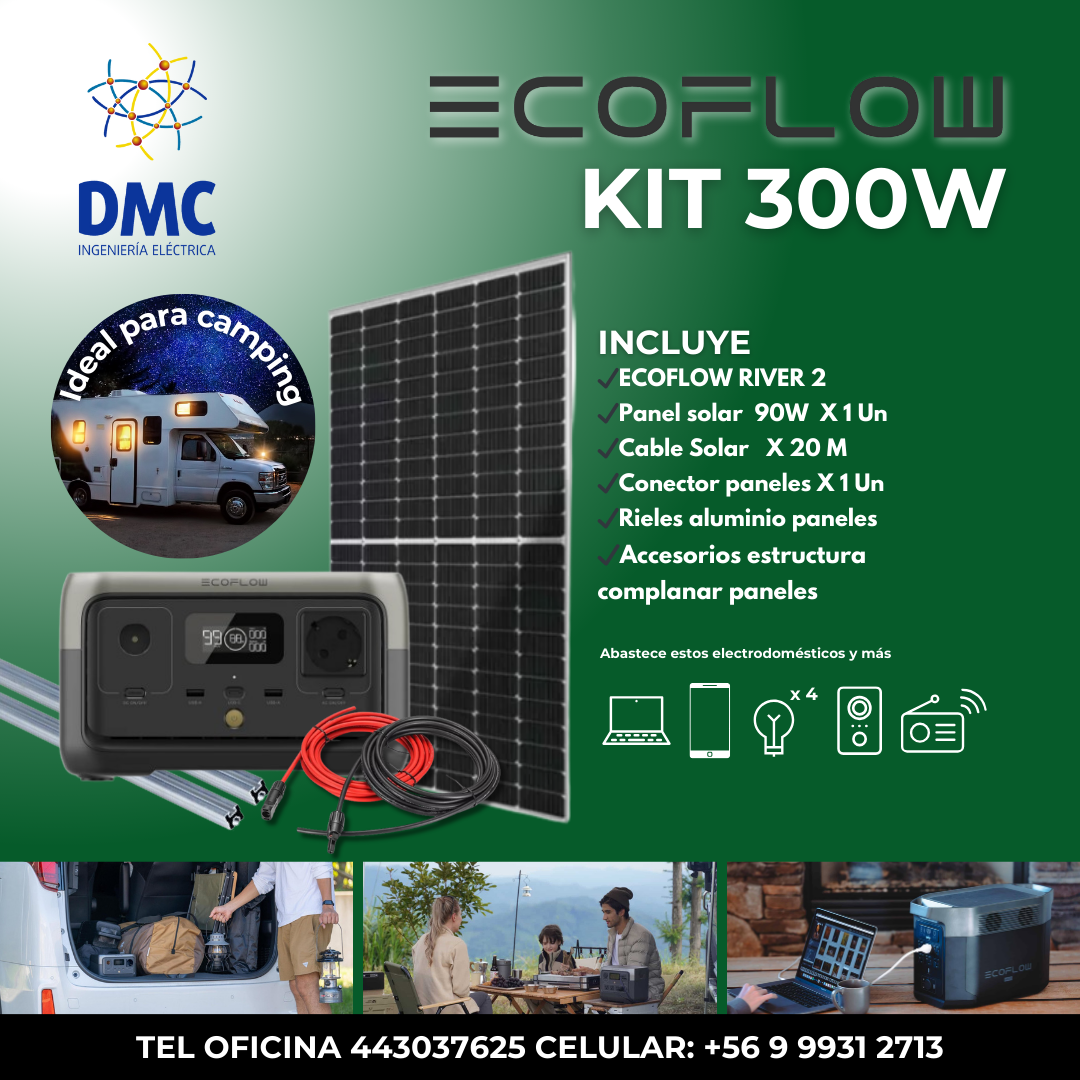 DMC
INGENIERÍA ELÉCTRICA
ECOFLOW
KIT 300W
Ideal para camping
INCLUYE
✓ECOFLOW RIVER 2
✓Panel solar 90W X 1 Un
✓Cable Solar X 20 M
✓Conector paneles X 1 Un
✓Rieles aluminio paneles
✓Accesorios estructura
complanar paneles
ECOFLOW
99
Abastece estos electrodomésticos y más
x 4
ECOFLOW
TEL OFICINA 443037625 CELULAR: +56 9 9931 2713